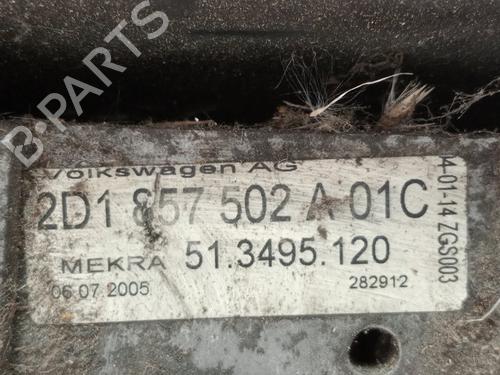 B-PARTS
Volkswagen AG
2D1 857 502 A 01C
MEKRA 51.3495.120
06.07.2005 282912
4-01-14 ZGS003